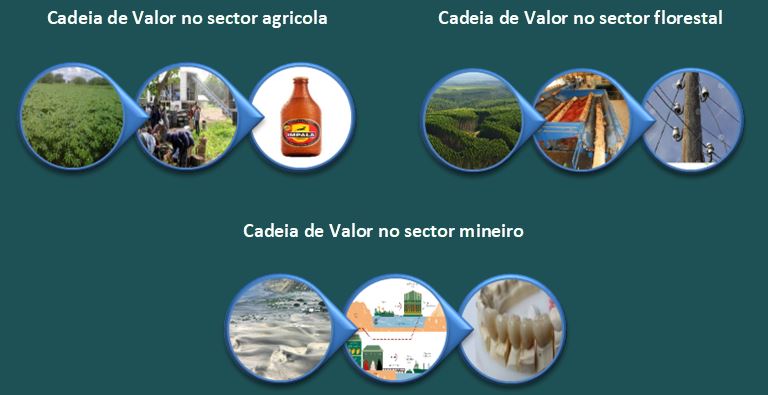 Cadeia de Valor no sector agricola
Cadeia de Valor no sector florestal
IMPALA
Cadeia de Valor no sector mineiro